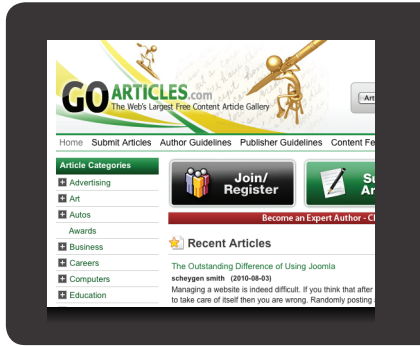 GOARTICLES.com
The Web's Largest Free Content Article Gallery
Home Submit Articles Author Guidelines Publisher Guidelines Content
Article Categories
Advertising
Art
Autos
Awards
Business
Careers
Computers
Education
Join/
Register
Become an Expert Author -
Recent Articles
The Outstanding Difference of Using Joomla
scheygen smith (2010-08-03)
Managing a website is indeed difficult. If you think that after
to take care of itself then you are wrong. Randomly posting